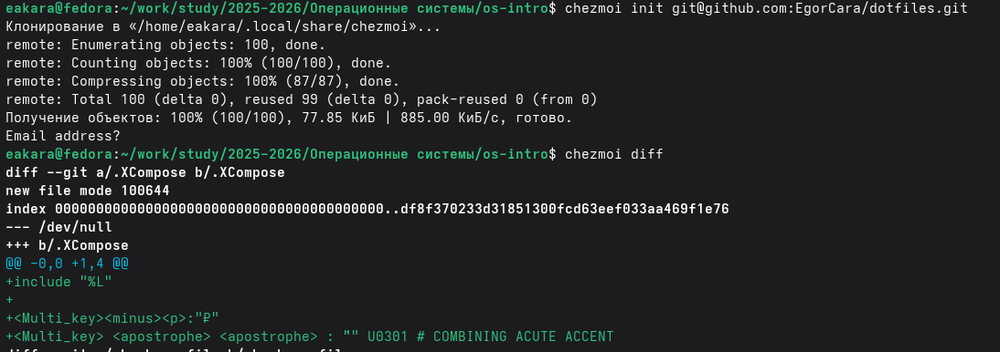 eakara@fedora:~/work/study/2025-2026/Операционные системы/os-intro$ chezmoi init git@github.com:EgorCara/dotfiles.git
Клонирование в «/home/eakara/.local/share/chezmoi»...
remote: Enumerating objects: 100, done.
remote: Counting objects: 100% (100/100), done.
remote: Compressing objects: 100% (87/87), done.
remote: Total 100 (delta 0), reused 99 (delta 0), pack-reused 0 (from 0)
Получение объектов: 100% (100/100), 77.85 КиБ | 885.00 КиБ/с, готово.
Email address?
eakara@fedora:~/work/study/2025-2026/Операционные системы/os-intro$ chezmoi diff
diff --git a/.XCompose b/.XCompose
new file mode 100644
index 0000000000000000000000000000000000000000..df8f370233d31851300fcd63eef033aa469f1e76
--- /dev/null
+++ b/.XCompose
@@ -0,0 +1,4 @@
+include "%L"
+
+<Multi_key><minus><p>:"₽"
+<Multi_key> <apostrophe> <apostrophe> : "́" U0301 # COMBINING ACUTE ACCENT